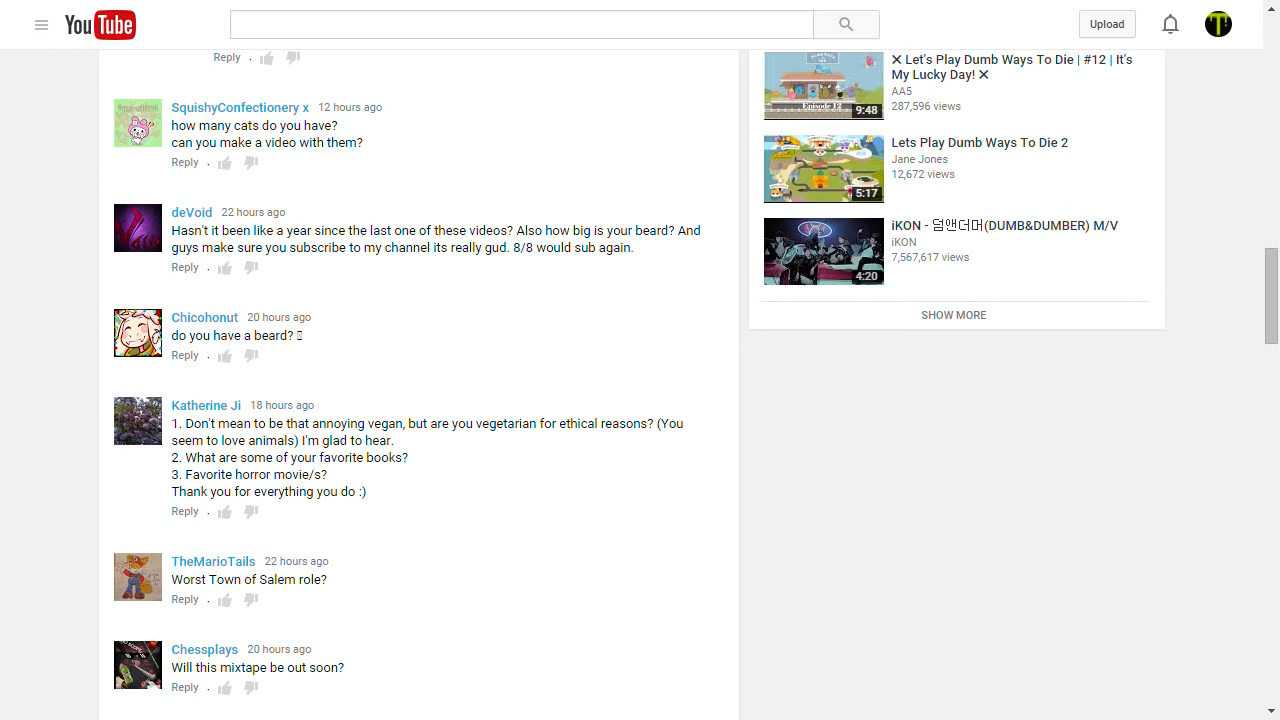 YouTube
Upload
Reply .
SquishyConfectionery x 12 hours ago
how many cats do you have?
can you make a video with them?
Reply .
deVoid 22 hours ago
Hasn't it been like a year since the last one of these videos? Also how big is your beard? And
guys make sure you subscribe to my channel its really gud. 8/8 would sub again.
Reply .
Chicohonut 20 hours ago
do you have a beard?
Reply .
Katherine Ji 18 hours ago
1. Don't mean to be that annoying vegan, but are you vegetarian for ethical reasons? (You
seem to love animals) I'm glad to hear.
2. What are some of your favorite books?
3. Favorite horror movie/s?
Thank you for everything you do :)
Reply .
TheMarioTails 22 hours ago
Worst Town of Salem role?
Reply .
Chessplays 20 hours ago
Will this mixtape be out soon?
Reply .
✕ Let's Play Dumb Ways To Die | #12 | It's
My Lucky Day! ✕
AA5
287,596 views
Episode 12
9:48
Lets Play Dumb Ways To Die 2
Jane Jones
12,672 views
5:17
iKON - 덤앤더머(DUMB&DUMBER) M/V
iKON
7,567,617 views
4:20
SHOW MORE